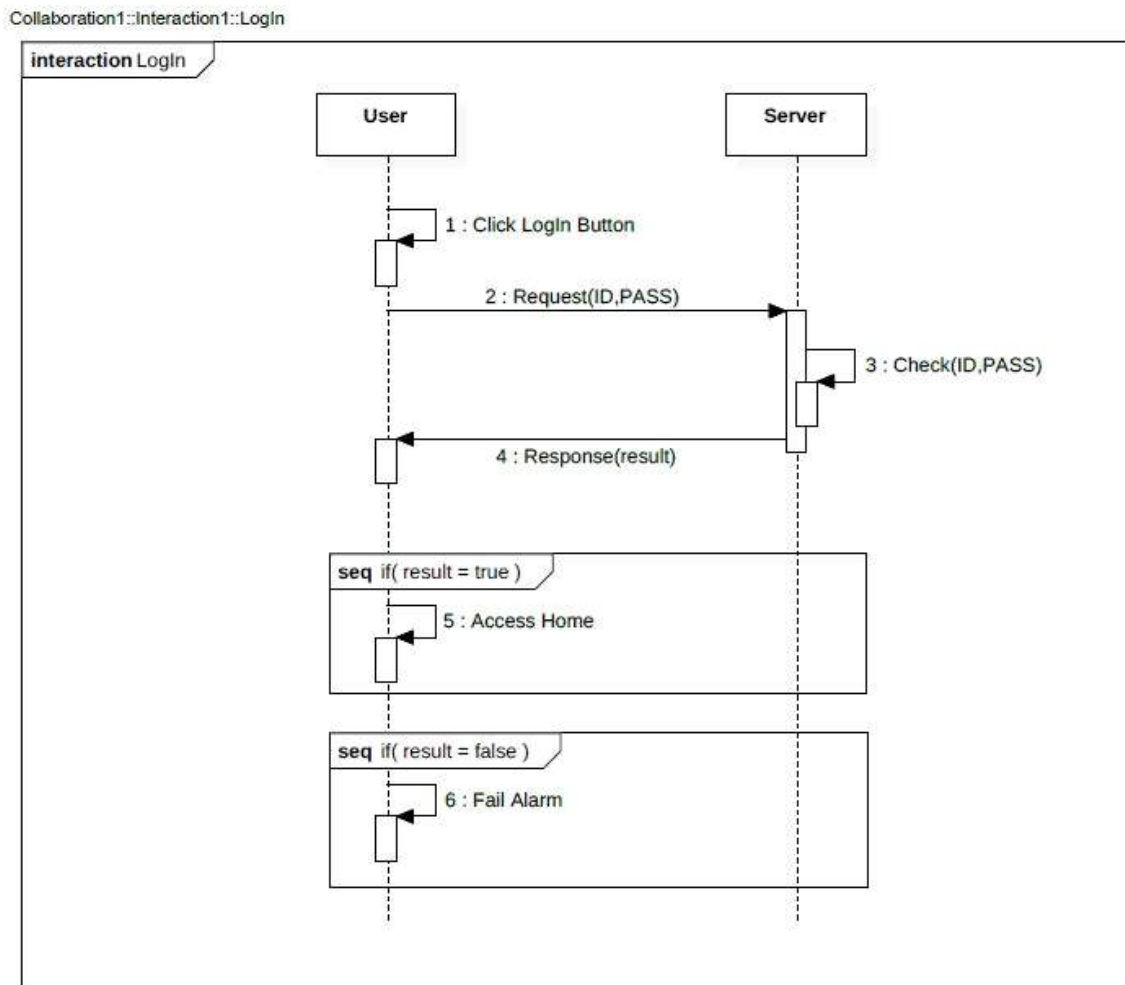 Collaboration1::Interaction1::LogIn
interaction LogIn
User
Server
1 : Click LogIn Button
2 : Request(ID,PASS)
3 : Check(ID,PASS)
4 : Response(result)
seq if( result = true )
5 : Access Home
seq if( result = false )
6 : Fail Alarm